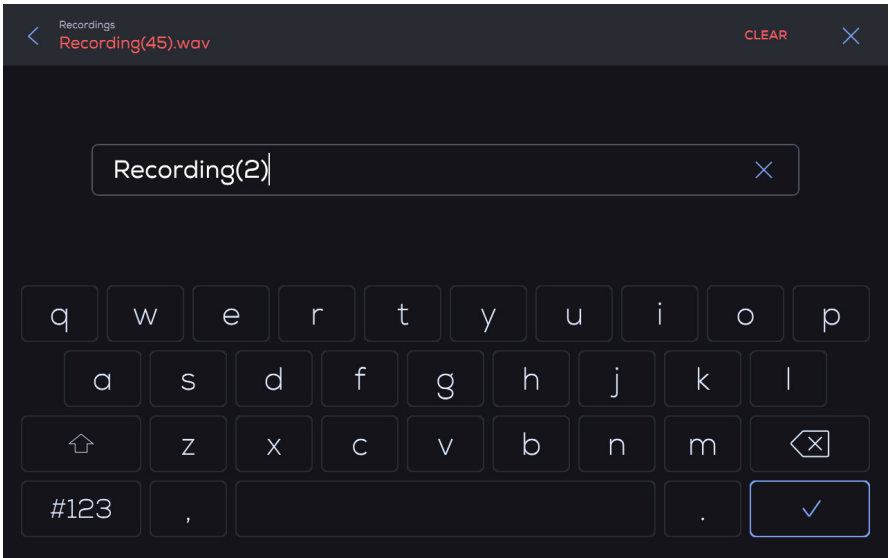 Recordings
Recording(45).wav
CLEAR
Recording(2)
q w e r t y u i o p
a s d f g h j k l
z x c v b n m
#123 , .